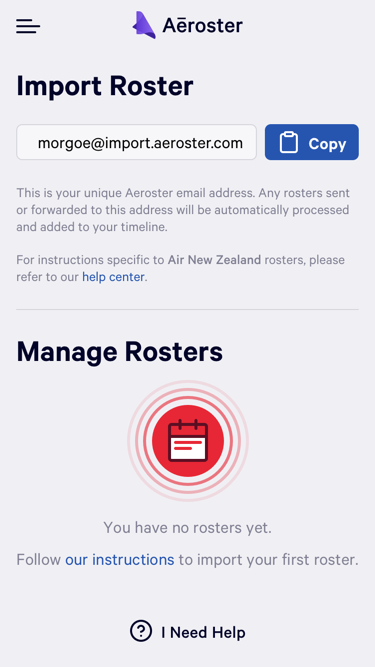 Aēroster
Import Roster
morgoe@import.aeroster.com
Copy
This is your unique Aeroster email address. Any rosters sent
or forwarded to this address will be automatically processed
and added to your timeline.
For instructions specific to Air New Zealand rosters, please
refer to our help center.
Manage Rosters
You have no rosters yet.
Follow our instructions to import your first roster.
I Need Help